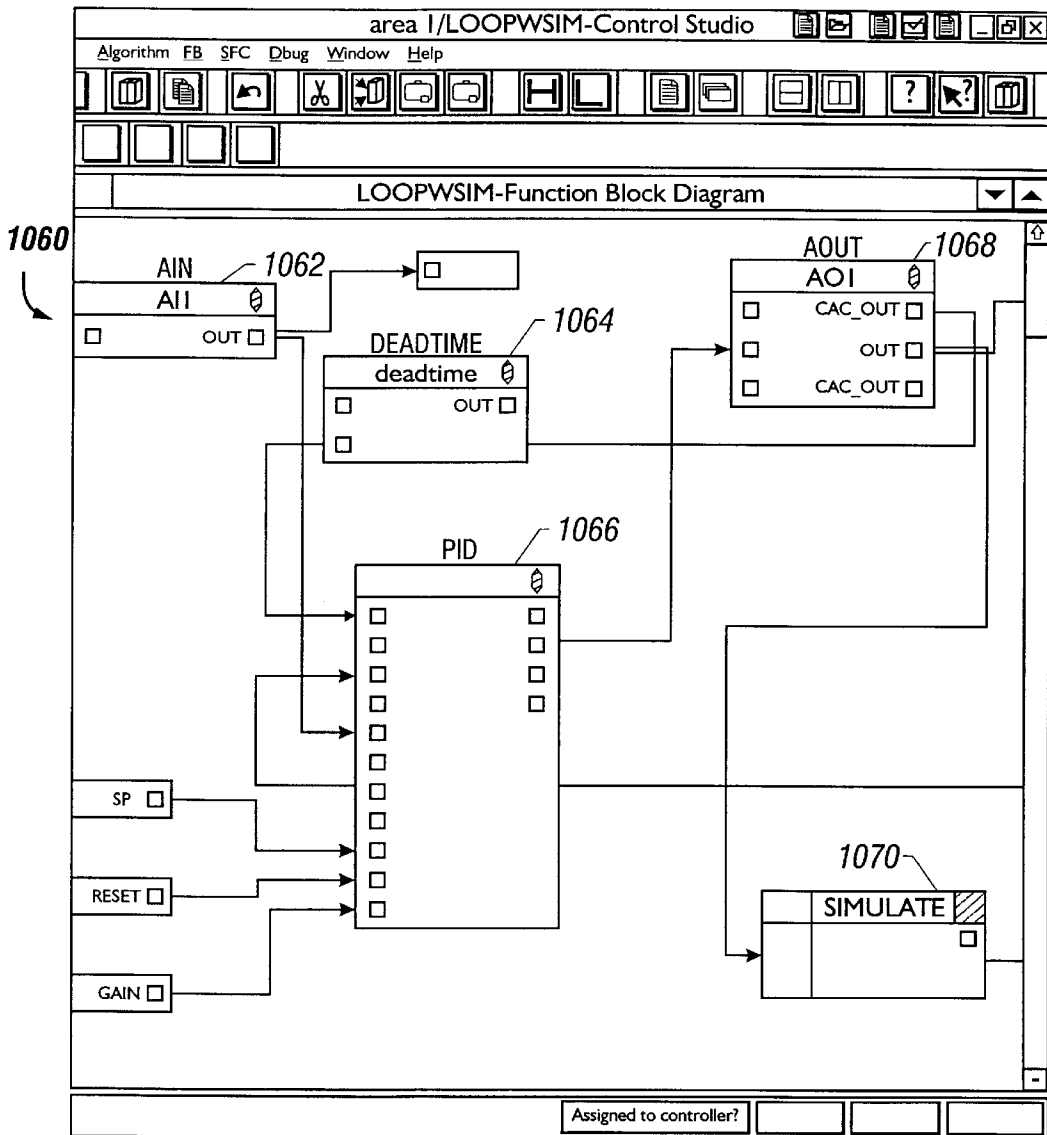 area 1/LOOPWSIM-Control Studio
Algorithm FB SFC Dbug Window Help
? ?
LOOPWSIM-Function Block Diagram
1060
AIN 1062
AI1
OUT
DEADTIME 1064
deadtime
OUT
AOUT 1068
AO1
CAC_OUT
OUT
CAC_OUT
PID 1066
SP
RESET
GAIN
1070
SIMULATE
Assigned to controller?